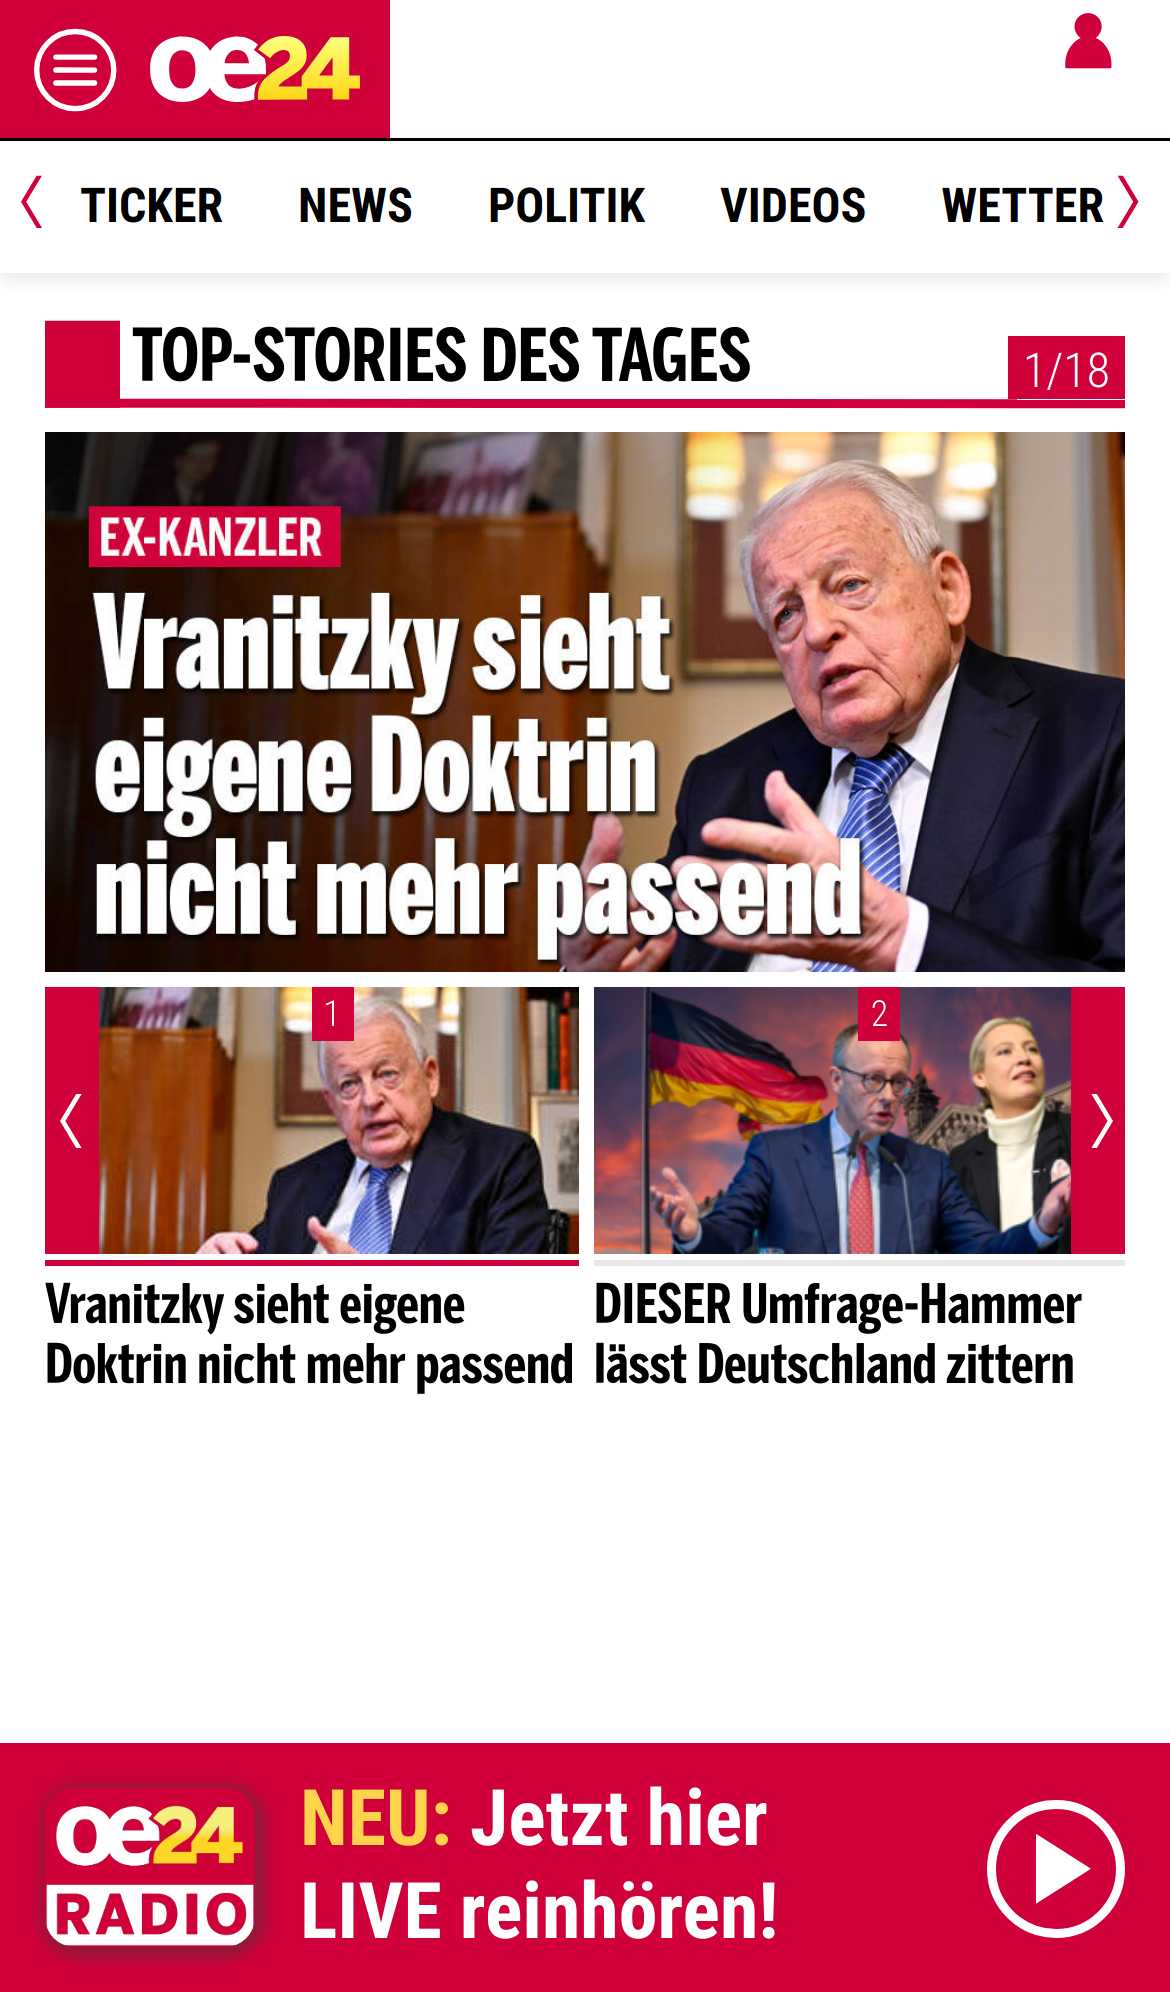 oe24
TICKER NEWS POLITIK VIDEOS WETTER
TOP-STORIES DES TAGES
1/18
EX-KANZLER
Vranitzky sieht
eigene Doktrin
nicht mehr passend
1
2
Vranitzky sieht eigene
Doktrin nicht mehr passend
DIESER Umfrage-Hammer
lässt Deutschland zittern
oe24
RADIO
NEU: Jetzt hier
LIVE reinhören!